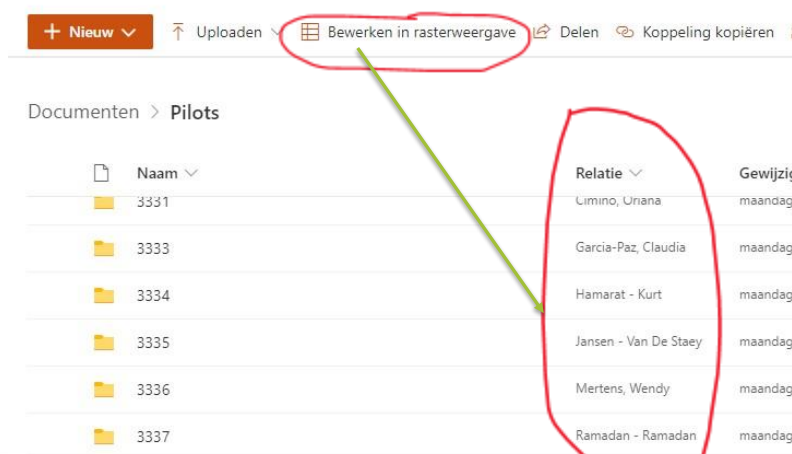 Nieuw Uploaden Bewerken in rasterweergave Delen Koppeling kopiëren
Documenten > Pilots
Naam Relatie Gewijzig
3331 Cimino, Oriana maandag
3333 Garcia-Paz, Claudia maandag
3334 Hamarat - Kurt maandag
3335 Jansen - Van De Staey maandag
3336 Mertens, Wendy maandag
3337 Ramadan - Ramadan maandag